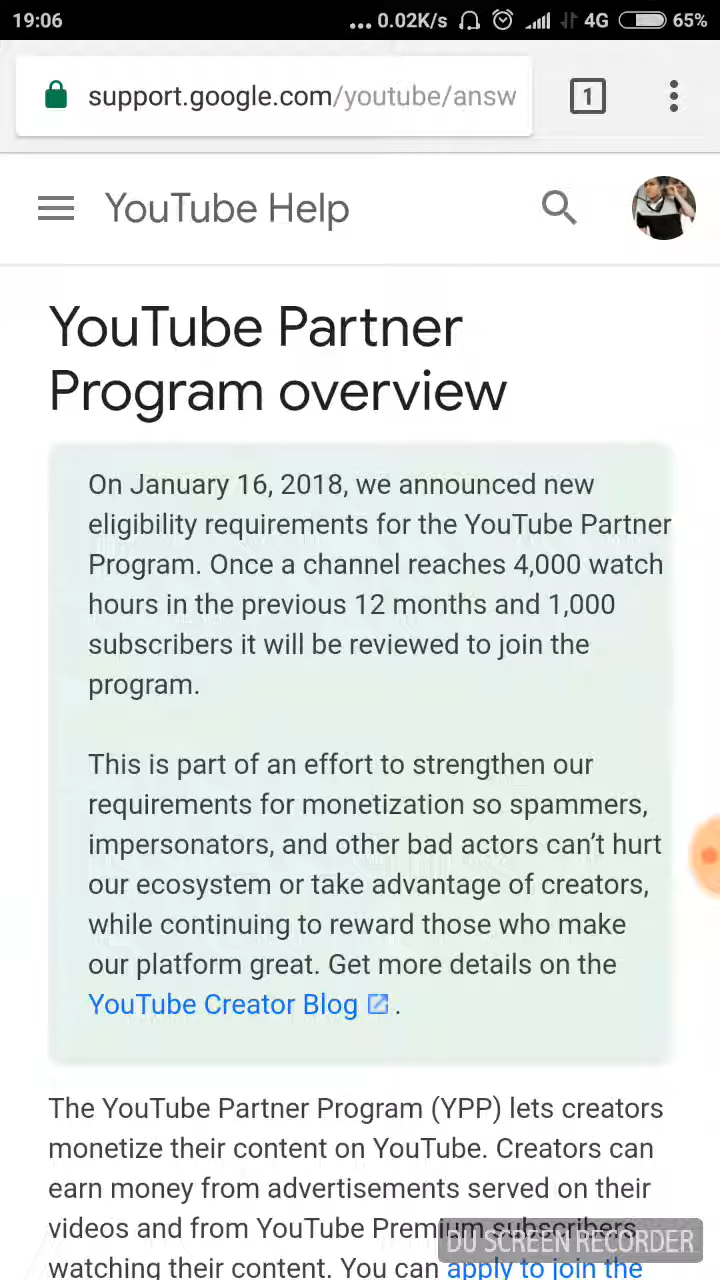 19:06 ... 0.02K/s 4G 65%
support.google.com/youtube/answ 1
YouTube Help
YouTube Partner
Program overview
On January 16, 2018, we announced new
eligibility requirements for the YouTube Partner
Program. Once a channel reaches 4,000 watch
hours in the previous 12 months and 1,000
subscribers it will be reviewed to join the
program.
This is part of an effort to strengthen our
requirements for monetization so spammers,
impersonators, and other bad actors can’t hurt
our ecosystem or take advantage of creators,
while continuing to reward those who make
our platform great. Get more details on the
YouTube Creator Blog .
The YouTube Partner Program (YPP) lets creators
monetize their content on YouTube. Creators can
earn money from advertisements served on their
videos and from YouTube Premium subscribers
DU SCREEN RECORDER
watching their content. You can apply to join the